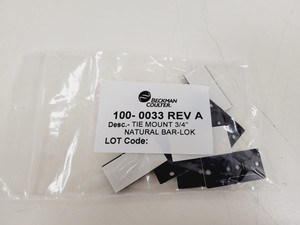 BECKMAN
COULTER.
100- 0033 REV A
Desc.- TIE MOUNT 3/4"
NATURAL BAR-LOK
LOT Code: